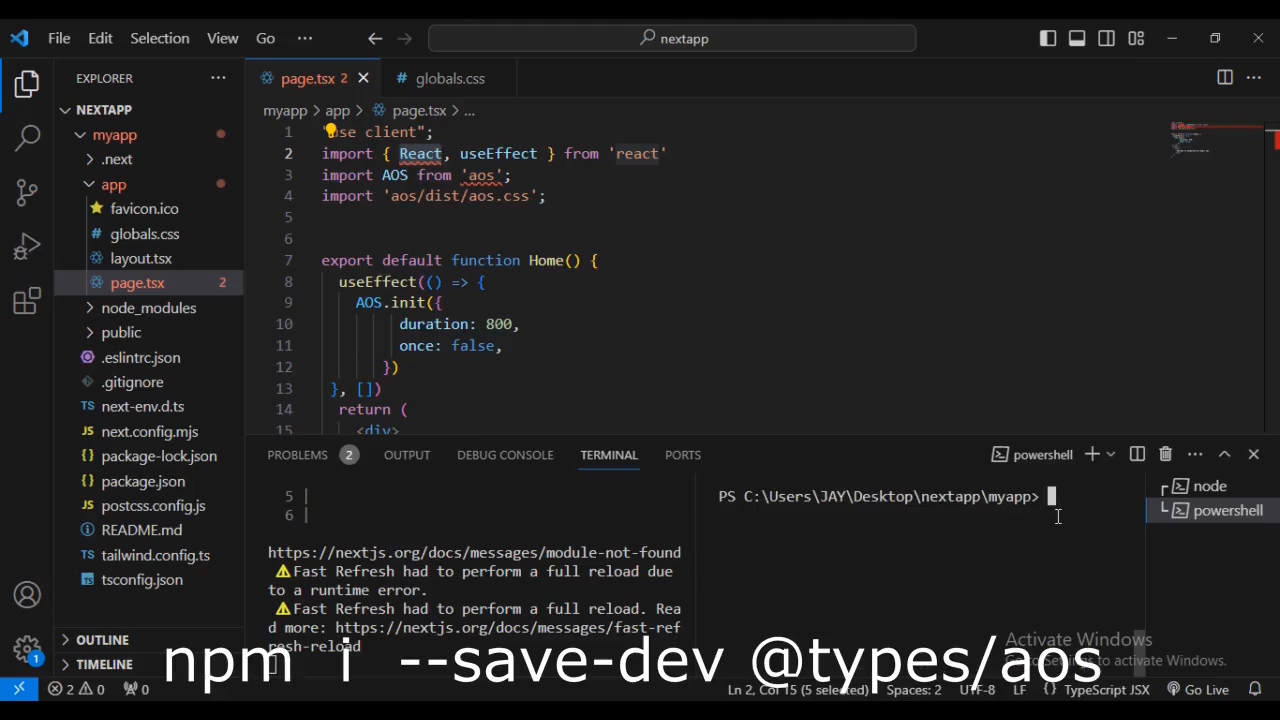 File Edit Selection View Go ··· nextapp
EXPLORER ···
NEXTAPP
myapp
.next
app
favicon.ico
# globals.css
layout.tsx
page.tsx 2
node_modules
public
.eslintrc.json
.gitignore
TS next-env.d.ts
JS next.config.mjs
{} package-lock.json
{} package.json
JS postcss.config.js
README.md
TS tailwind.config.ts
TS tsconfig.json
OUTLINE
TIMELINE
page.tsx 2 # globals.css ···
myapp > app > page.tsx > ...
1 "use client";
2 import { React, useEffect } from 'react'
3 import AOS from 'aos';
4 import 'aos/dist/aos.css';
5
6
7 export default function Home() {
8 useEffect(() => {
9 AOS.init({
10 duration: 800,
11 once: false,
12 })
13 }, [])
14 return (
15 <div>
PROBLEMS 2 OUTPUT DEBUG CONSOLE TERMINAL PORTS powershell ···
5 |
6 |
https://nextjs.org/docs/messages/module-not-found
⚠Fast Refresh had to perform a full reload due
to a runtime error.
⚠Fast Refresh had to perform a full reload. Rea
d more: https://nextjs.org/docs/messages/fast-ref
resh-reload
PS C:\Users\JAY\Desktop\nextapp\myapp>
node
powershell
Activate Windows
Go to Settings to activate Windows.
npm i --save-dev @types/aos
1
2 0 0 Ln 2, Col 15 (5 selected) Spaces: 2 UTF-8 LF {} TypeScript JSX Go Live